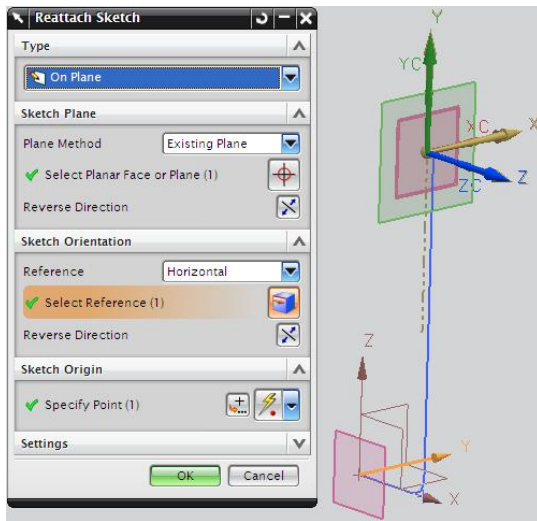 Reattach Sketch
Type
On Plane
Sketch Plane
Plane Method Existing Plane
Select Planar Face or Plane (1)
Reverse Direction
Sketch Orientation
Reference Horizontal
Select Reference (1)
Reverse Direction
Sketch Origin
Specify Point (1)
Settings
OK Cancel
Y
YC
XC X
ZC Z
Z
Y
X